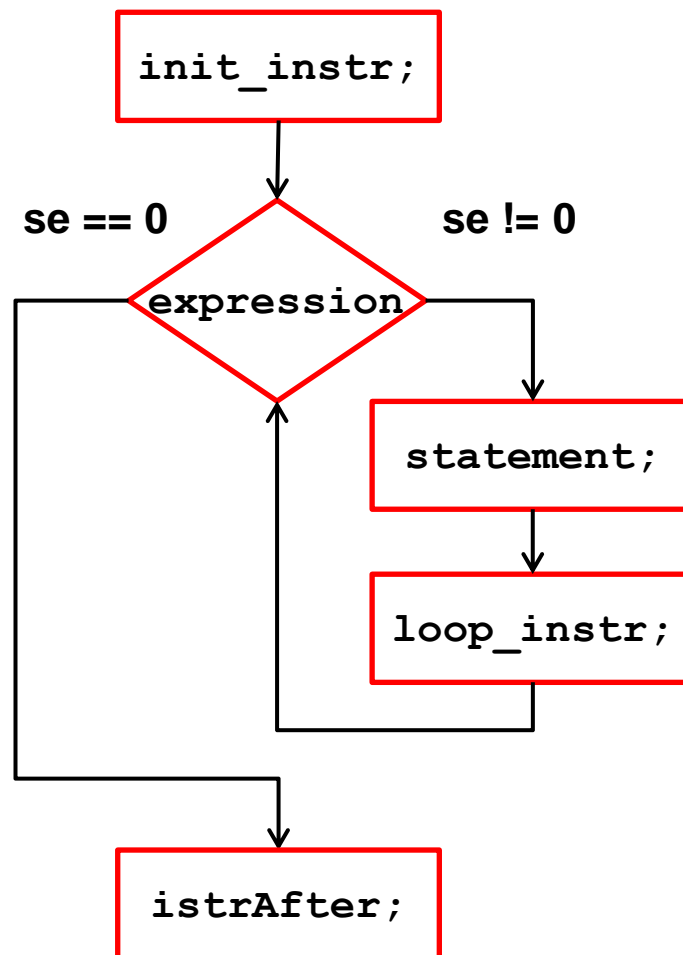 init_instr;
se == 0
se != 0
expression
statement;
loop_instr;
istrAfter;